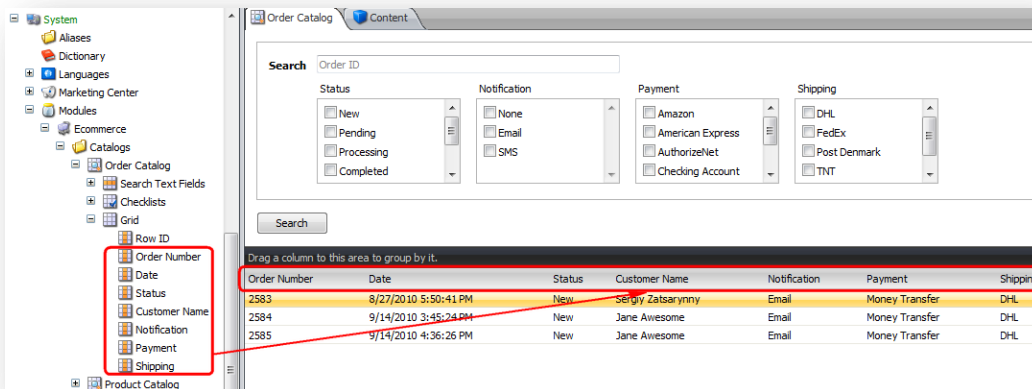 System
Aliases
Dictionary
Languages
Marketing Center
Modules
Ecommerce
Catalogs
Order Catalog
Search Text Fields
Checklists
Grid
Row ID
Order Number
Date
Status
Customer Name
Notification
Payment
Shipping
Product Catalog
Order Catalog Content
Search Order ID
Status Notification Payment Shipping
New None Amazon DHL
Pending Email American Express FedEx
Processing SMS AuthorizeNet Post Denmark
Completed Checking Account TNT
Search
Drag a column to this area to group by it.
Order Number Date Status Customer Name Notification Payment Shippin
2583 8/27/2010 5:50:41 PM New Sergiy Zatsarynny Email Money Transfer DHL
2584 9/14/2010 3:45:24 PM New Jane Awesome Email Money Transfer DHL
2585 9/14/2010 4:36:26 PM New Jane Awesome Email Money Transfer DHL